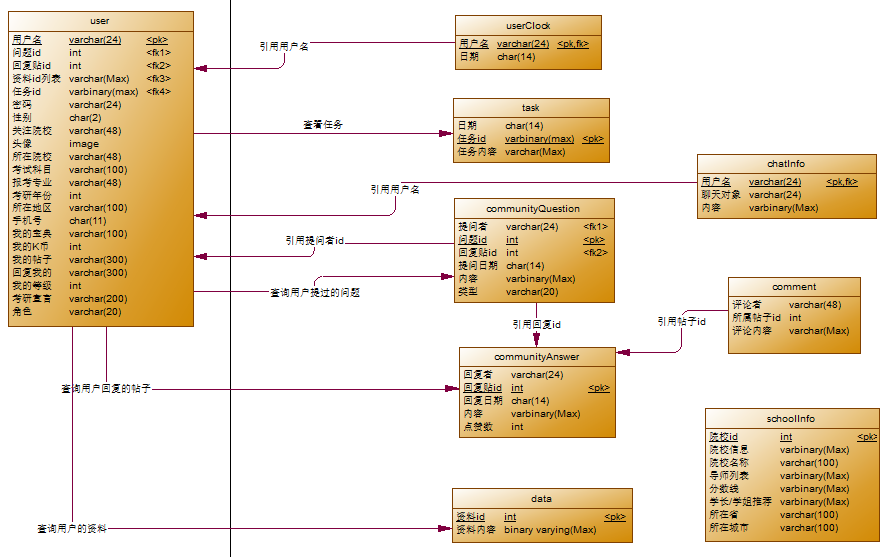 user
用户名 varchar(24) <pk>
问题id int <fk1>
回复贴id int <fk2>
资料id列表 varchar(Max) <fk3>
任务id varbinary(max) <fk4>
密码 varchar(24)
性别 char(2)
关注院校 varchar(48)
头像 image
所在院校 varchar(48)
考试科目 varchar(100)
报考专业 varchar(48)
考研年份 int
所在地区 varchar(100)
手机号 char(11)
我的宝典 varchar(100)
我的K币 int
我的帖子 varchar(300)
回复我的 varchar(300)
我的等级 int
考研宣言 varchar(200)
角色 varchar(20)
引用用户名
userClock
用户名 varchar(24) <pk,fk>
日期 char(14)
查看任务
task
日期 char(14)
任务id varbinary(max) <pk>
任务内容 varchar(Max)
引用用户名
chatInfo
用户名 varchar(24) <pk,fk>
聊天对象 varchar(24)
内容 varbinary(Max)
引用提问者id
查询用户提过的问题
communityQuestion
提问者 varchar(24) <fk1>
问题id int <pk>
回复贴id int <fk2>
提问日期 char(14)
内容 varbinary(Max)
类型 varchar(20)
引用回复id
引用帖子id
comment
评论者 varchar(48)
所属帖子id int
评论内容 varchar(Max)
查询用户回复的帖子
communityAnswer
回复者 varchar(24)
回复贴id int <pk>
回复日期 char(14)
内容 varbinary(Max)
点赞数 int
schoolInfo
院校id int <pk>
院校信息 varbinary(Max)
院校名称 varchar(100)
导师列表 varbinary(Max)
分数线 varbinary(Max)
学长/学姐推荐 varbinary(Max)
所在省 varchar(100)
所在城市 varchar(100)
查询用户的资料
data
资料id int <pk>
资料内容 binary varying(Max)